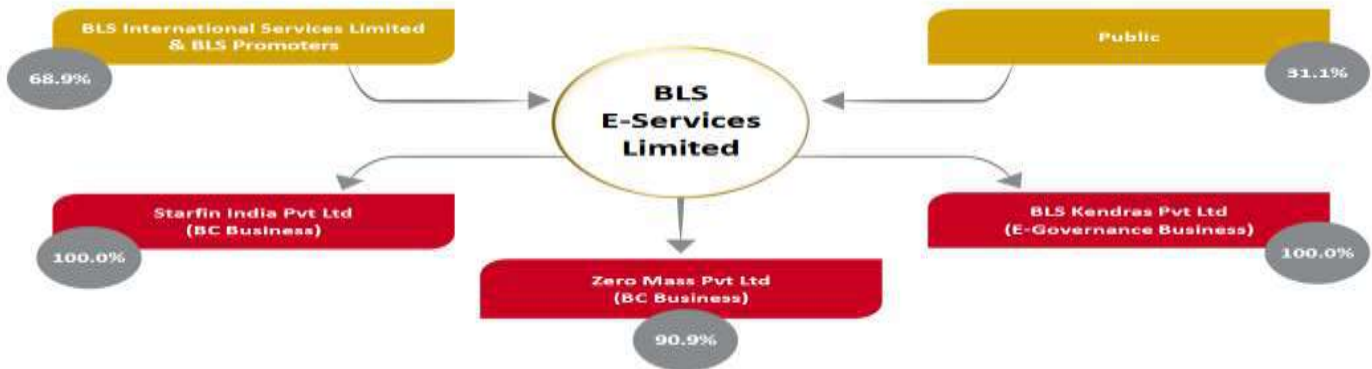 BLS International Services Limited
& BLS Promoters
68.9%
Public
31.1%
BLS
E-Services
Limited
Starfin India Pvt Ltd
(BC Business)
100.0%
Zero Mass Pvt Ltd
(BC Business)
90.9%
BLS Kendras Pvt Ltd
(E-Governance Business)
100.0%